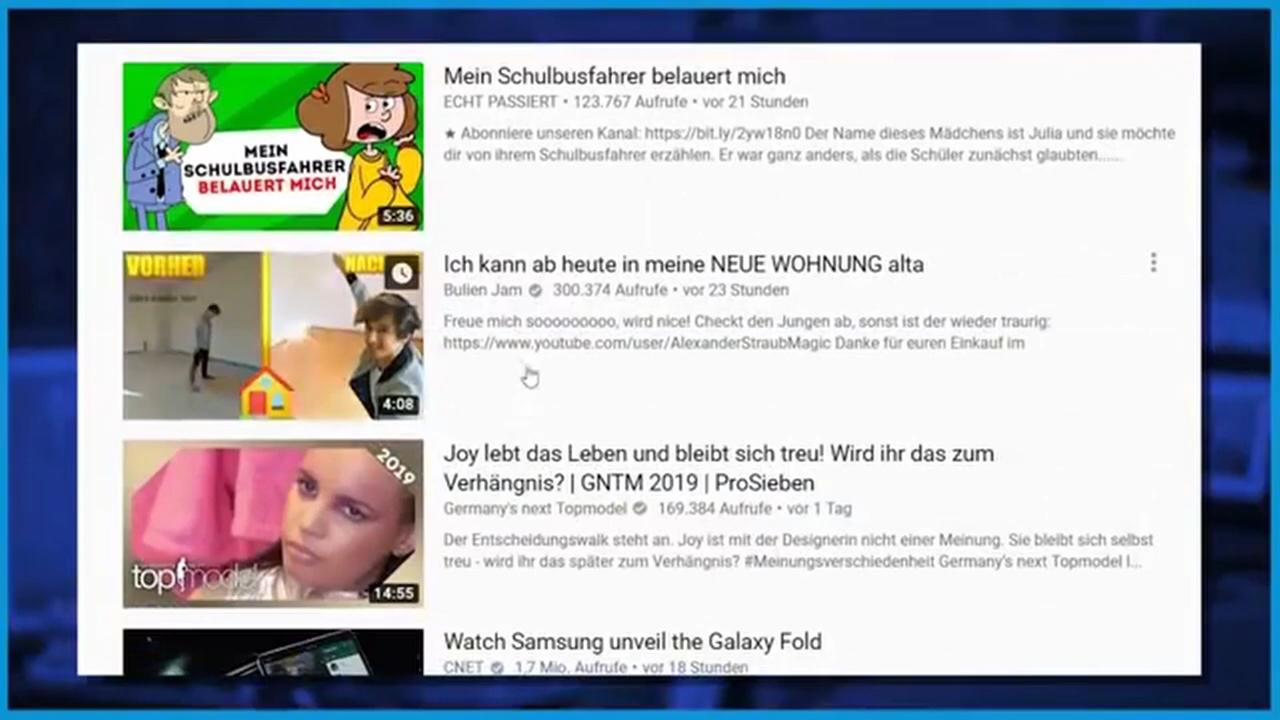 Mein Schulbusfahrer belauert mich
ECHT PASSIERT • 123.767 Aufrufe • vor 21 Stunden
★ Abonniere unseren Kanal: https://bit.ly/2yw18n0 Der Name dieses Mädchens ist Julia und sie möchte
dir von ihrem Schulbusfahrer erzählen. Er war ganz anders, als die Schüler zunächst glaubten......
MEIN
SCHULBUSFAHRER
BELAUERT MICH
5:36
VORHER
Ich kann ab heute in meine NEUE WOHNUNG alta
Bulien Jam 300.374 Aufrufe • vor 23 Stunden
Freue mich sooooooooo, wird nice! Checkt den Jungen ab, sonst ist der wieder traurig:
https://www.youtube.com/user/AlexanderStraubMagic Danke für euren Einkauf im
4:08
2019
topmodel
14:55
Joy lebt das Leben und bleibt sich treu! Wird ihr das zum
Verhängnis? | GNTM 2019 | ProSieben
Germany's next Topmodel 169.384 Aufrufe • vor 1 Tag
Der Entscheidungswalk steht an. Joy ist mit der Designerin nicht einer Meinung. Sie bleibt sich selbst
treu - wird ihr das später zum Verhängnis? #Meinungsverschiedenheit Germany's next Topmodel I...
Watch Samsung unveil the Galaxy Fold
CNET 1,7 Mio. Aufrufe • vor 18 Stunden